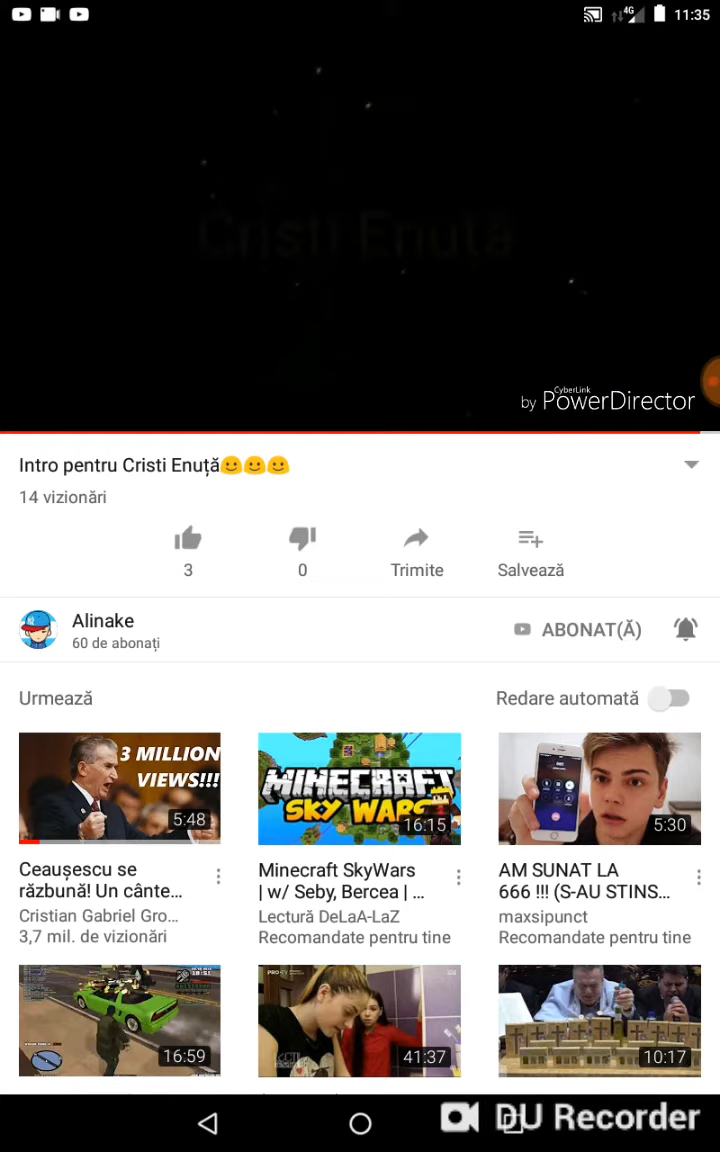 4G 11:35
Cristi Enuță
CyberLink
by PowerDirector
Intro pentru Cristi Enuță
14 vizionări
3
0
Trimite
Salvează
Alinake
60 de abonați
ABONAT(Ă)
Urmează
Redare automată
3 MILLION
VIEWS!!!
5:48
Ceaușescu se
răzbună! Un cânte...
Cristian Gabriel Gro...
3,7 mil. de vizionări
MINECRAFT
SKY WARS
16:15
Minecraft SkyWars
| w/ Seby, Bercea | ...
Lectură DeLaA-LaZ
Recomandate pentru tine
5:30
AM SUNAT LA
666 !!! (S-AU STINS...
maxsipunct
Recomandate pentru tine
16:59
PRO•TV
41:37
10:17
DU Recorder